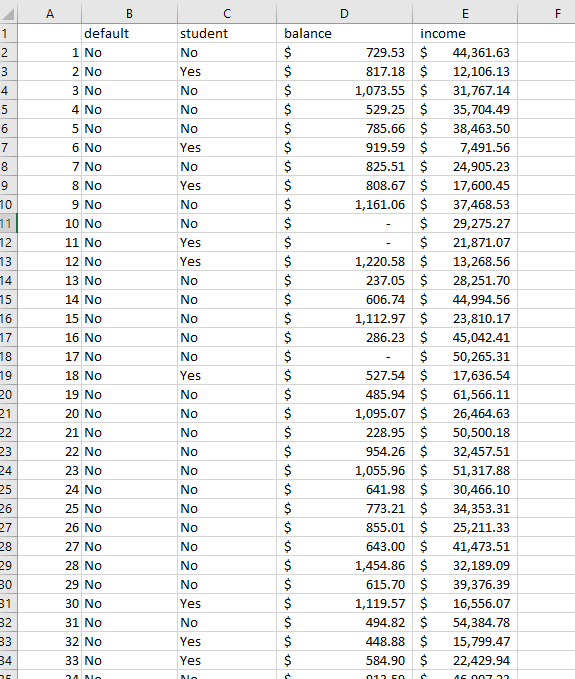 A B C D E F
1 default student balance income
2 1 No No $ 729.53 $ 44,361.63
3 2 No Yes $ 817.18 $ 12,106.13
4 3 No No $ 1,073.55 $ 31,767.14
5 4 No No $ 529.25 $ 35,704.49
6 5 No No $ 785.66 $ 38,463.50
7 6 No Yes $ 919.59 $ 7,491.56
8 7 No No $ 825.51 $ 24,905.23
9 8 No Yes $ 808.67 $ 17,600.45
10 9 No No $ 1,161.06 $ 37,468.53
11 10 No No $ - $ 29,275.27
12 11 No Yes $ - $ 21,871.07
13 12 No Yes $ 1,220.58 $ 13,268.56
14 13 No No $ 237.05 $ 28,251.70
15 14 No No $ 606.74 $ 44,994.56
16 15 No No $ 1,112.97 $ 23,810.17
17 16 No No $ 286.23 $ 45,042.41
18 17 No No $ - $ 50,265.31
19 18 No Yes $ 527.54 $ 17,636.54
20 19 No No $ 485.94 $ 61,566.11
21 20 No No $ 1,095.07 $ 26,464.63
22 21 No No $ 228.95 $ 50,500.18
23 22 No No $ 954.26 $ 32,457.51
24 23 No No $ 1,055.96 $ 51,317.88
25 24 No No $ 641.98 $ 30,466.10
26 25 No No $ 773.21 $ 34,353.31
27 26 No No $ 855.01 $ 25,211.33
28 27 No No $ 643.00 $ 41,473.51
29 28 No No $ 1,454.86 $ 32,189.09
30 29 No No $ 615.70 $ 39,376.39
31 30 No Yes $ 1,119.57 $ 16,556.07
32 31 No No $ 494.82 $ 54,384.78
33 32 No Yes $ 448.88 $ 15,799.47
34 33 No Yes $ 584.90 $ 22,429.94